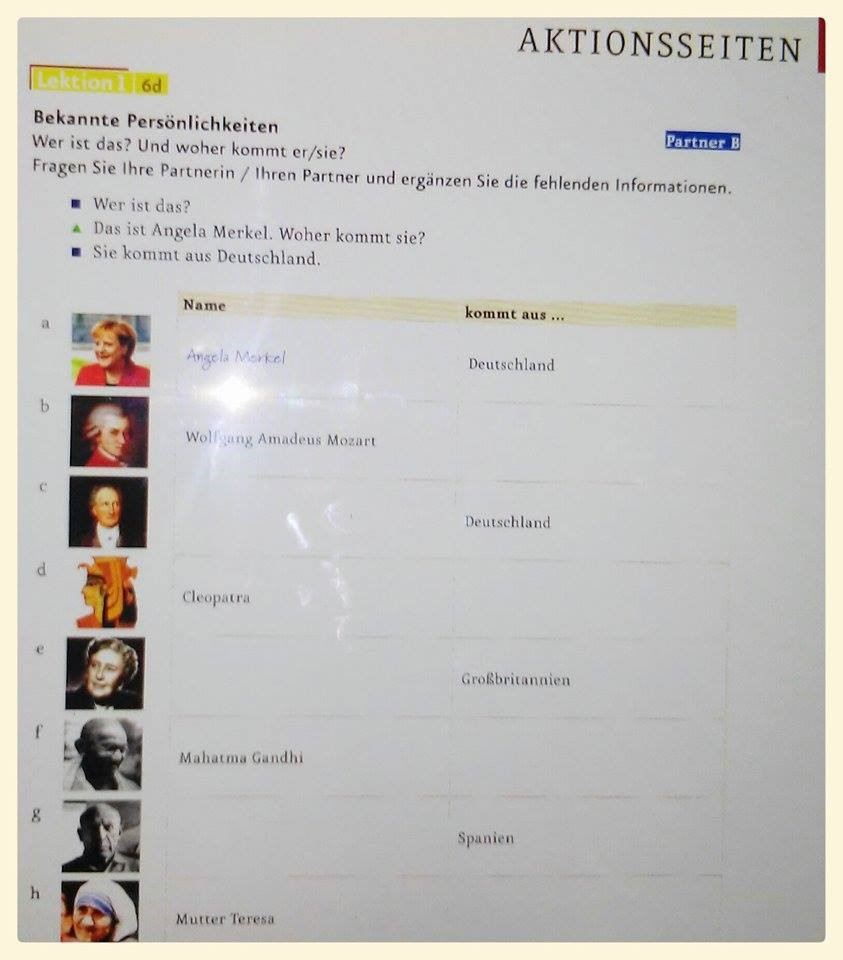 AKTIONSSEITEN
Lektion 1 6d
Bekannte Persönlichkeiten
Partner B
Wer ist das? Und woher kommt er/sie?
Fragen Sie Ihre Partnerin / Ihren Partner und ergänzen Sie die fehlenden Informationen.
Wer ist das?
Das ist Angela Merkel. Woher kommt sie?
Sie kommt aus Deutschland.
Name kommt aus ...
a Angela Merkel Deutschland
b Wolfgang Amadeus Mozart
c Deutschland
d Cleopatra
e Großbritannien
f Mahatma Gandhi
g Spanien
h Mutter Teresa